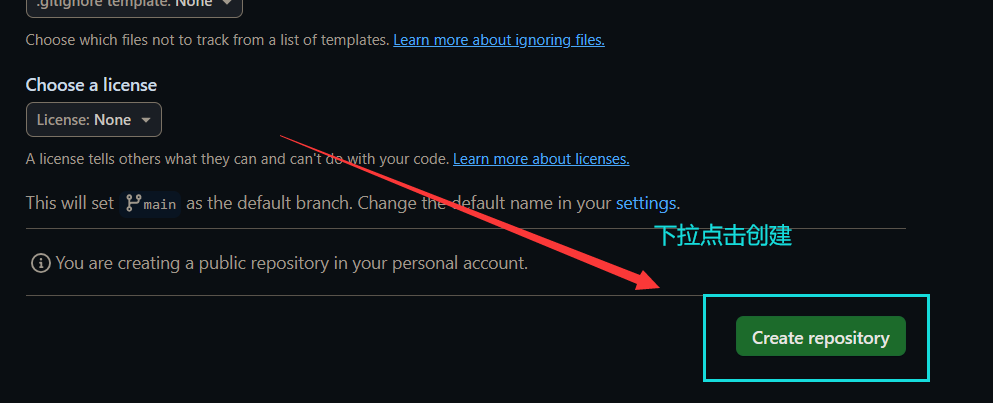 .gitignore template: None
Choose which files not to track from a list of templates. Learn more about ignoring files.
Choose a license
License: None
A license tells others what they can and can't do with your code. Learn more about licenses.
This will set main as the default branch. Change the default name in your settings.
下拉点击创建
You are creating a public repository in your personal account.
Create repository